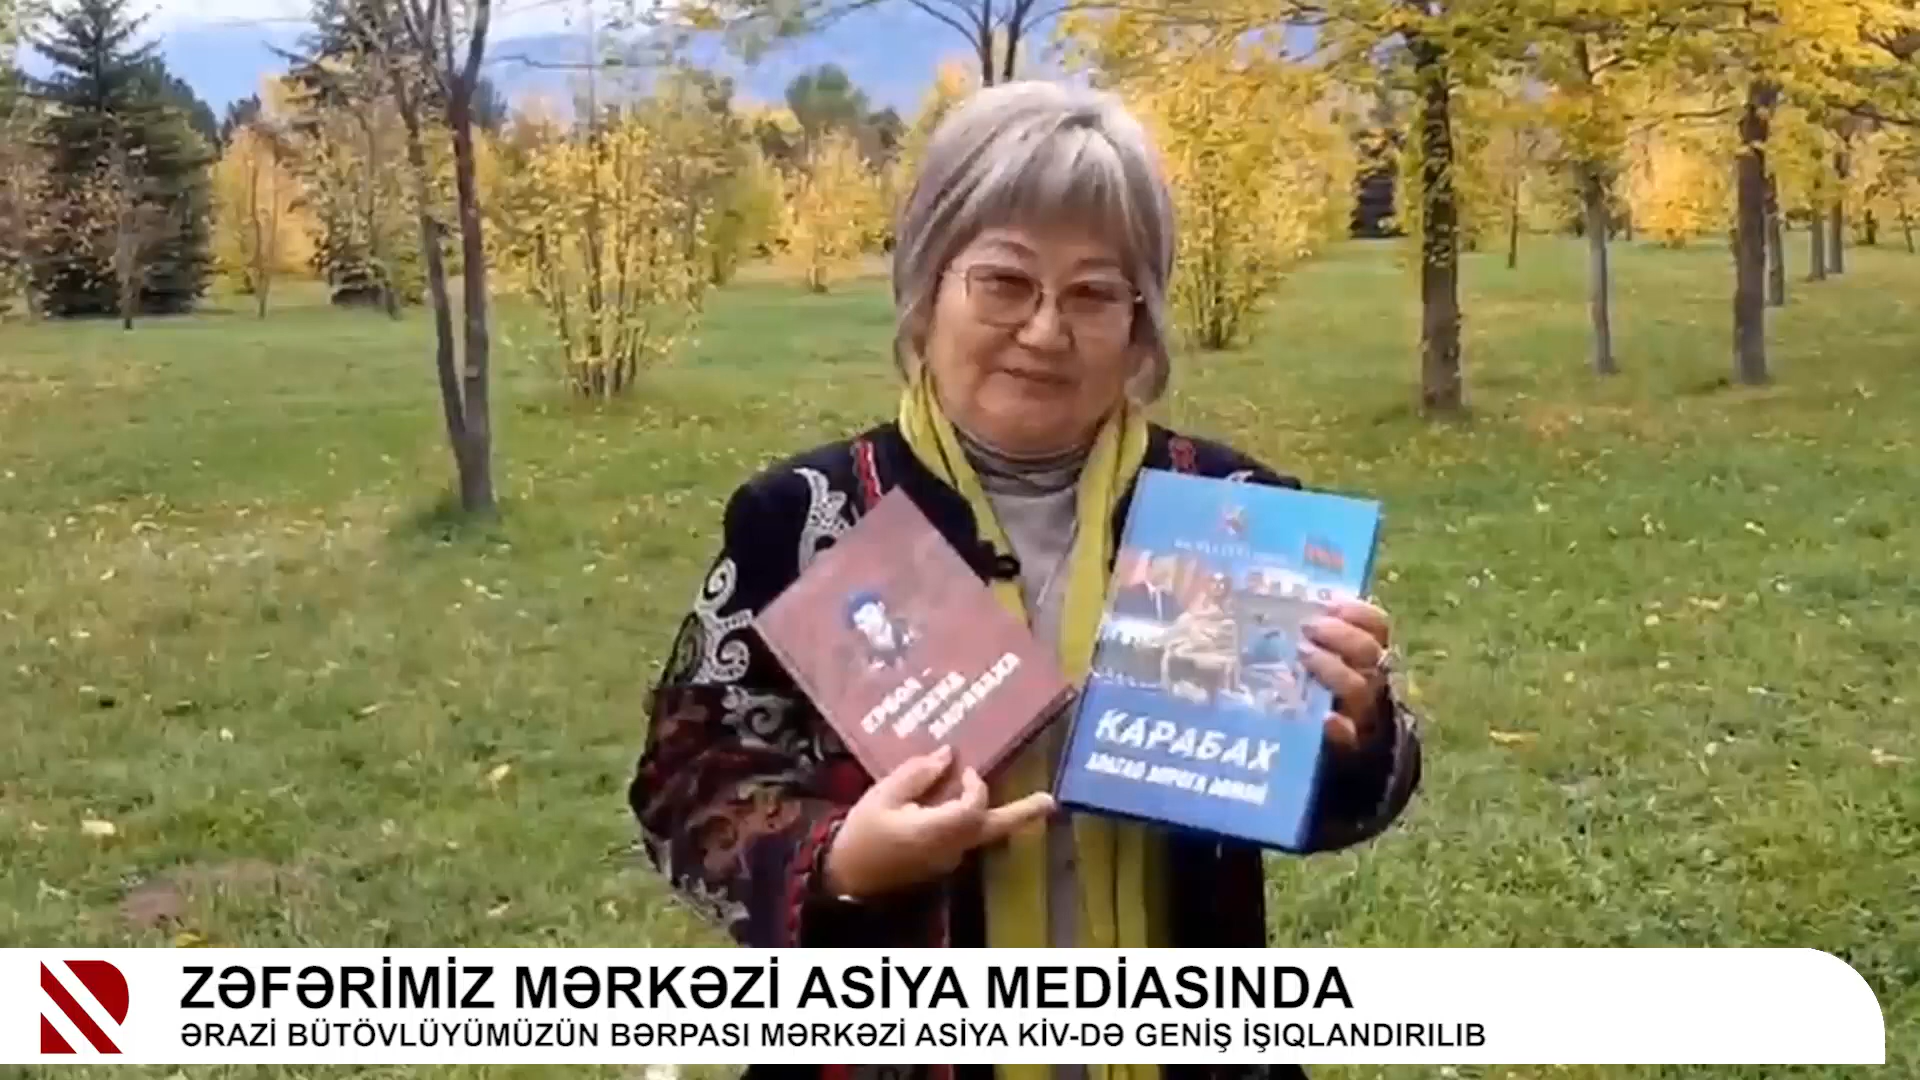 КАРАБАХ
ZƏFƏRİMİZ MƏRKƏZİ ASİYA MEDİASINDA
ƏRAZİ BÜTÖVLÜYÜMÜZÜN BƏRPASI MƏRKƏZİ ASİYA KİV-DƏ GENİŞ İŞIQLANDIRILIB